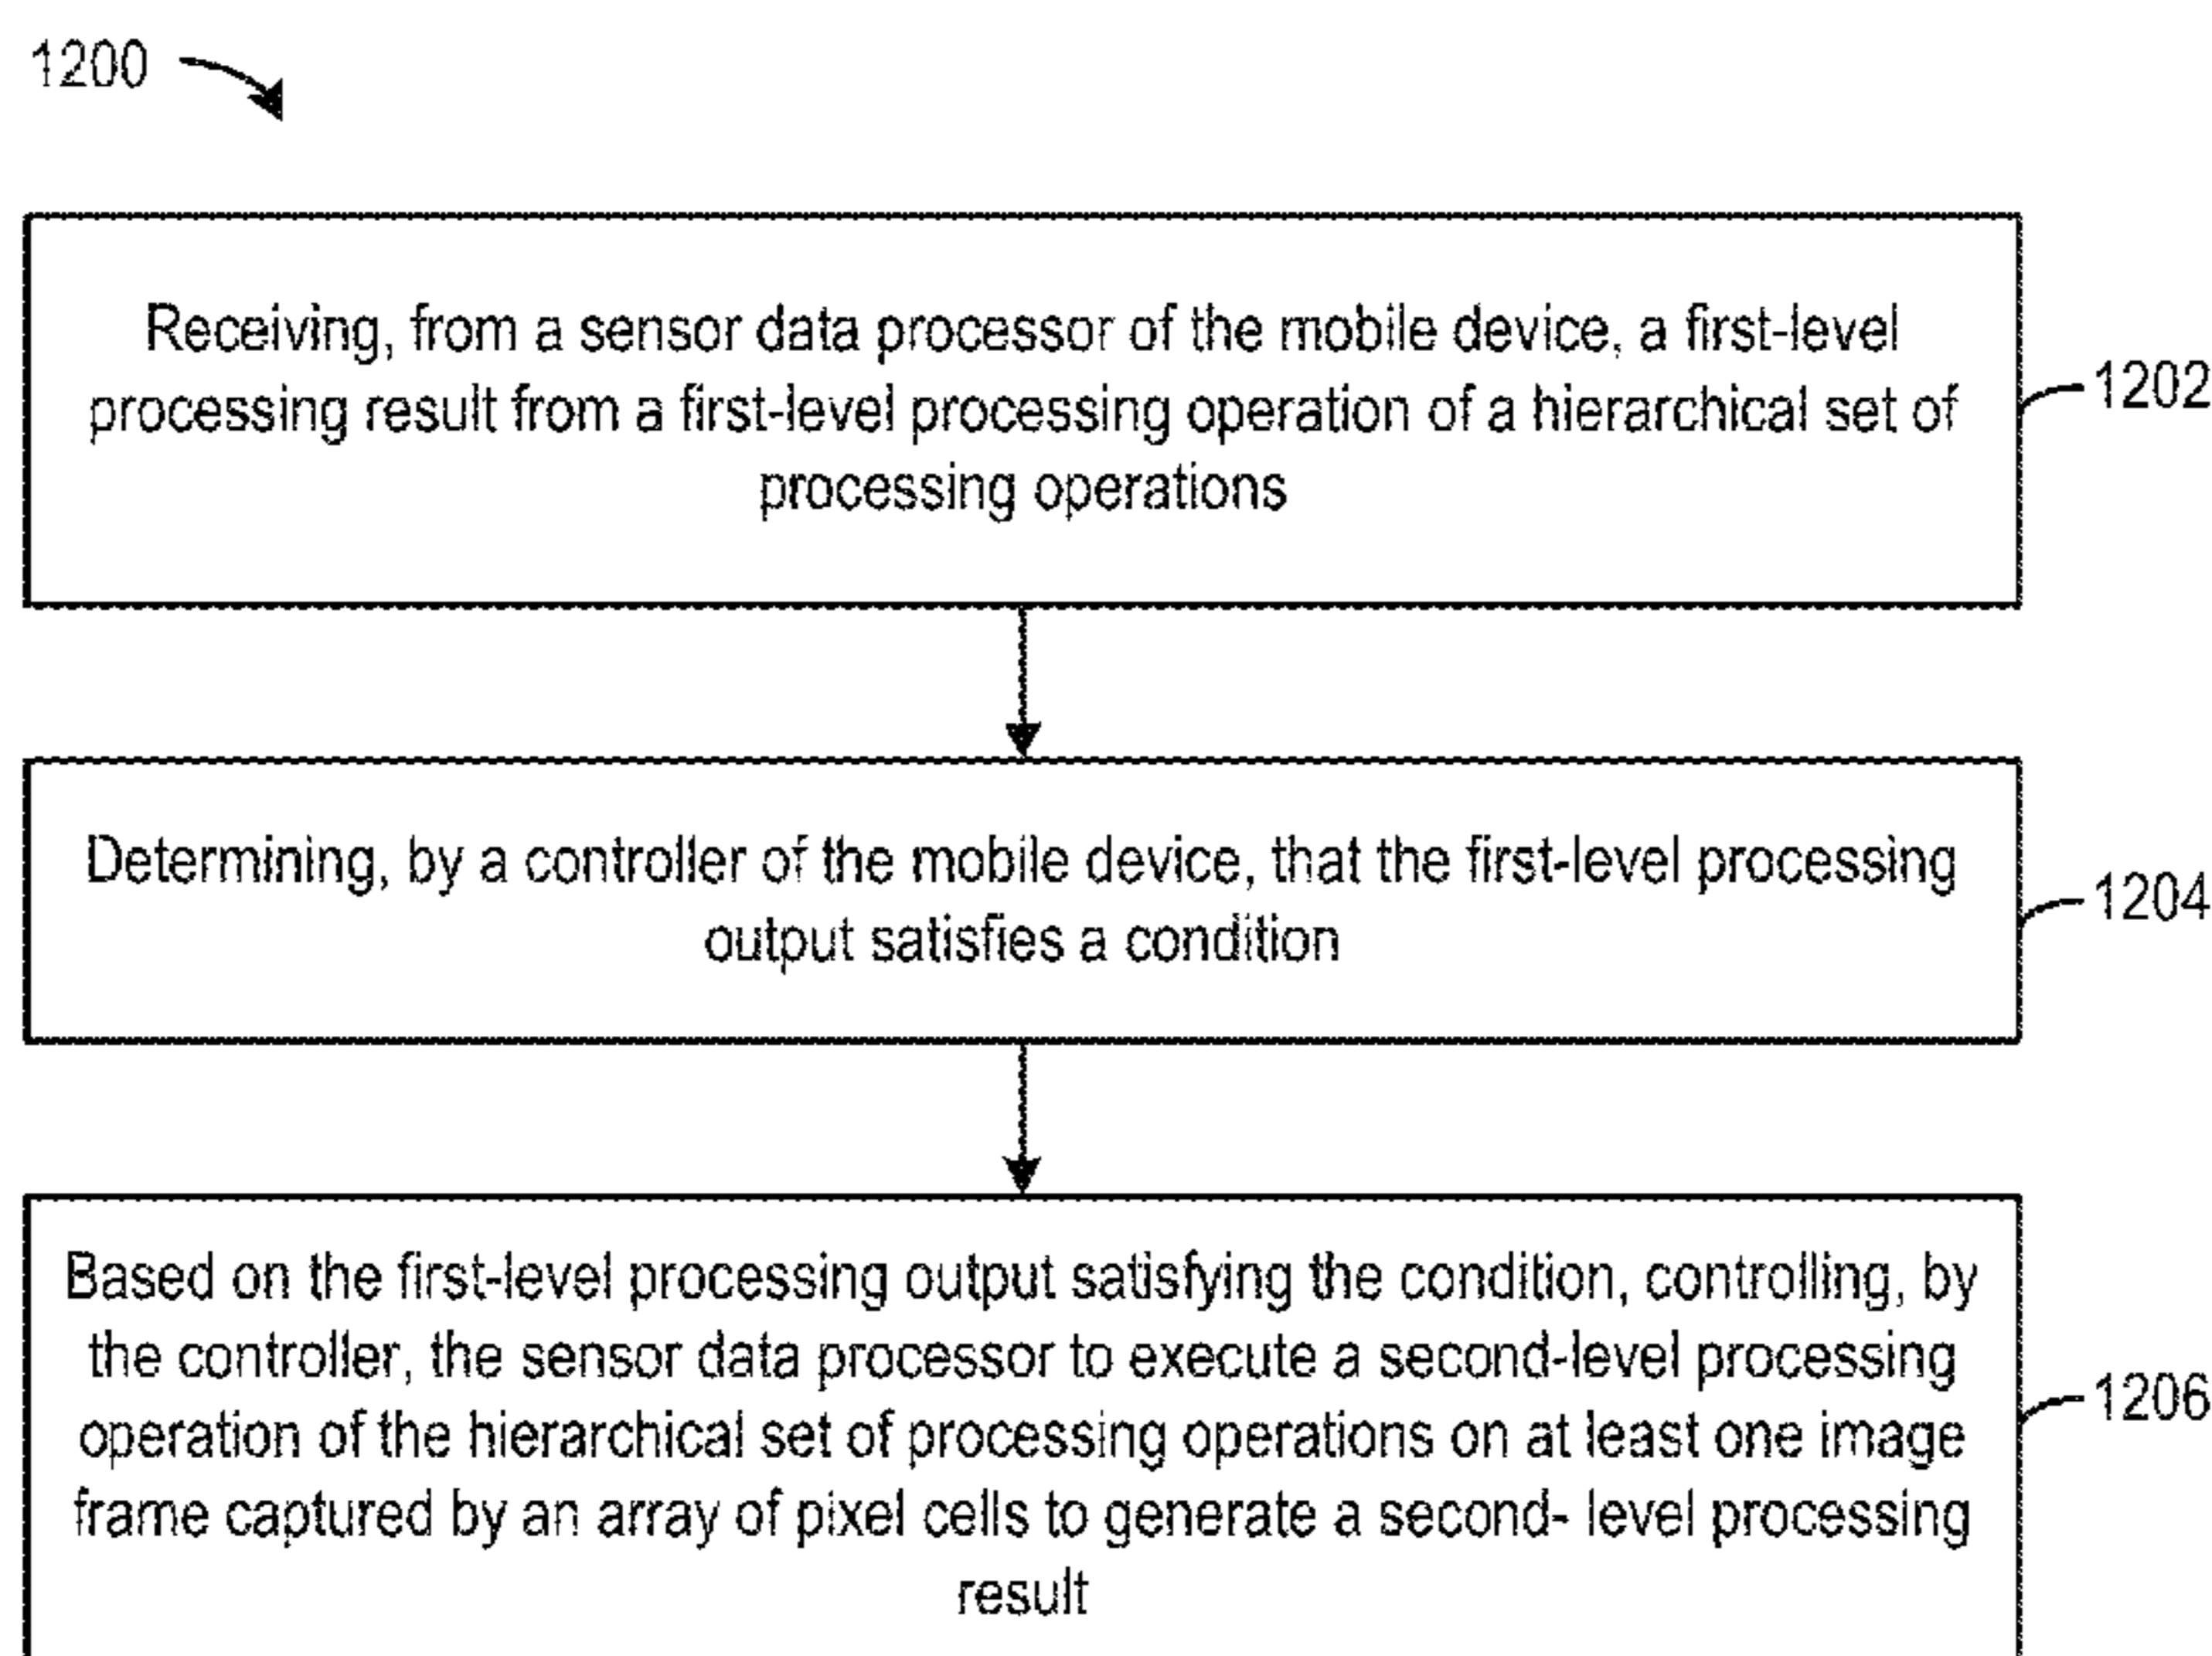 1200
Receiving, from a sensor data processor of the mobile device, a first-level
processing result from a first-level processing operation of a hierarchical set of
processing operations
1202
Determining, by a controller of the mobile device, that the first-level processing
output satisfies a condition
1204
Based on the first-level processing output satisfying the condition, controlling, by
the controller, the sensor data processor to execute a second-level processing
operation of the hierarchical set of processing operations on at least one image
frame captured by an array of pixel cells to generate a second- level processing
result
1206